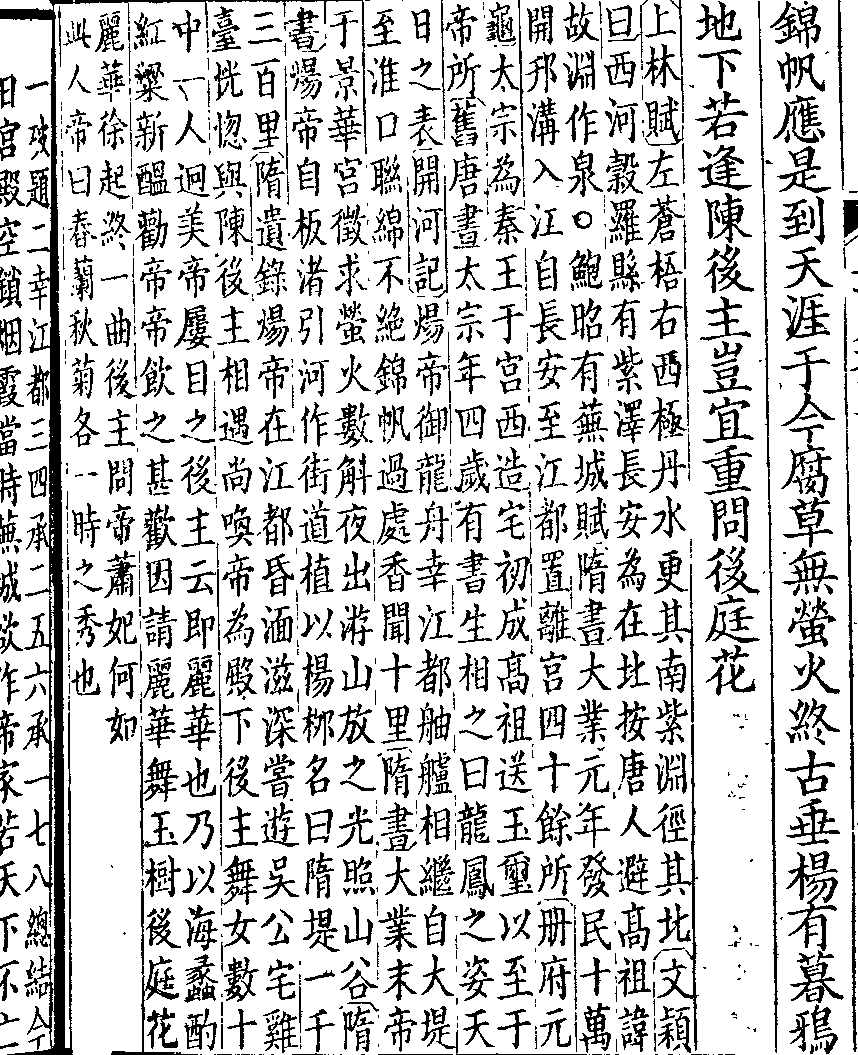 錦帆應是到天涯于今腐草無螢火終古垂楊有暮鴉
地下若逢陳後主豈宜重問後庭花
上林賦左蒼梧右西極丹水更其南紫淵徑其北文穎
曰西河穀羅縣有紫澤長安為在北按唐人避高祖諱
故淵作泉○鮑昭有蕪城賦隋書大業元年發民十萬
開邗溝入江自長安至江都置離宮四十餘所册府元
龜太宗為秦王于宮西造宅初成高祖送玉璽以至于
帝所舊唐書太宗年四歲有書生相之曰龍鳳之姿天
日之表開河記煬帝御龍舟幸江都舳艫相繼自大堤
至淮口聯綿不絶錦帆過處香聞十里隋書大業末帝
于景華宮徵求螢火數斛夜出游山放之光照山谷隋
書煬帝自板渚引河作街道植以楊栁名曰隋堤一千
三百里隋遺錄煬帝在江都昏湎滋深嘗遊吳公宅雞
臺恍惚與陳後主相遇尚喚帝為殿下後主舞女數十
中一人迥美帝屢目之後主云即麗華也乃以海蠡酌
紅粱新醞勸帝帝飲之甚歡因請麗華舞玉樹後庭花
麗華徐起終一曲後主問帝蕭妃何如
此人帝曰春蘭秋菊各一時之秀也
一破題二幸江都三四承二五六承一七八總結今
日宮殿空鎖烟霞當時蕪城欲作帝家若天下不亡